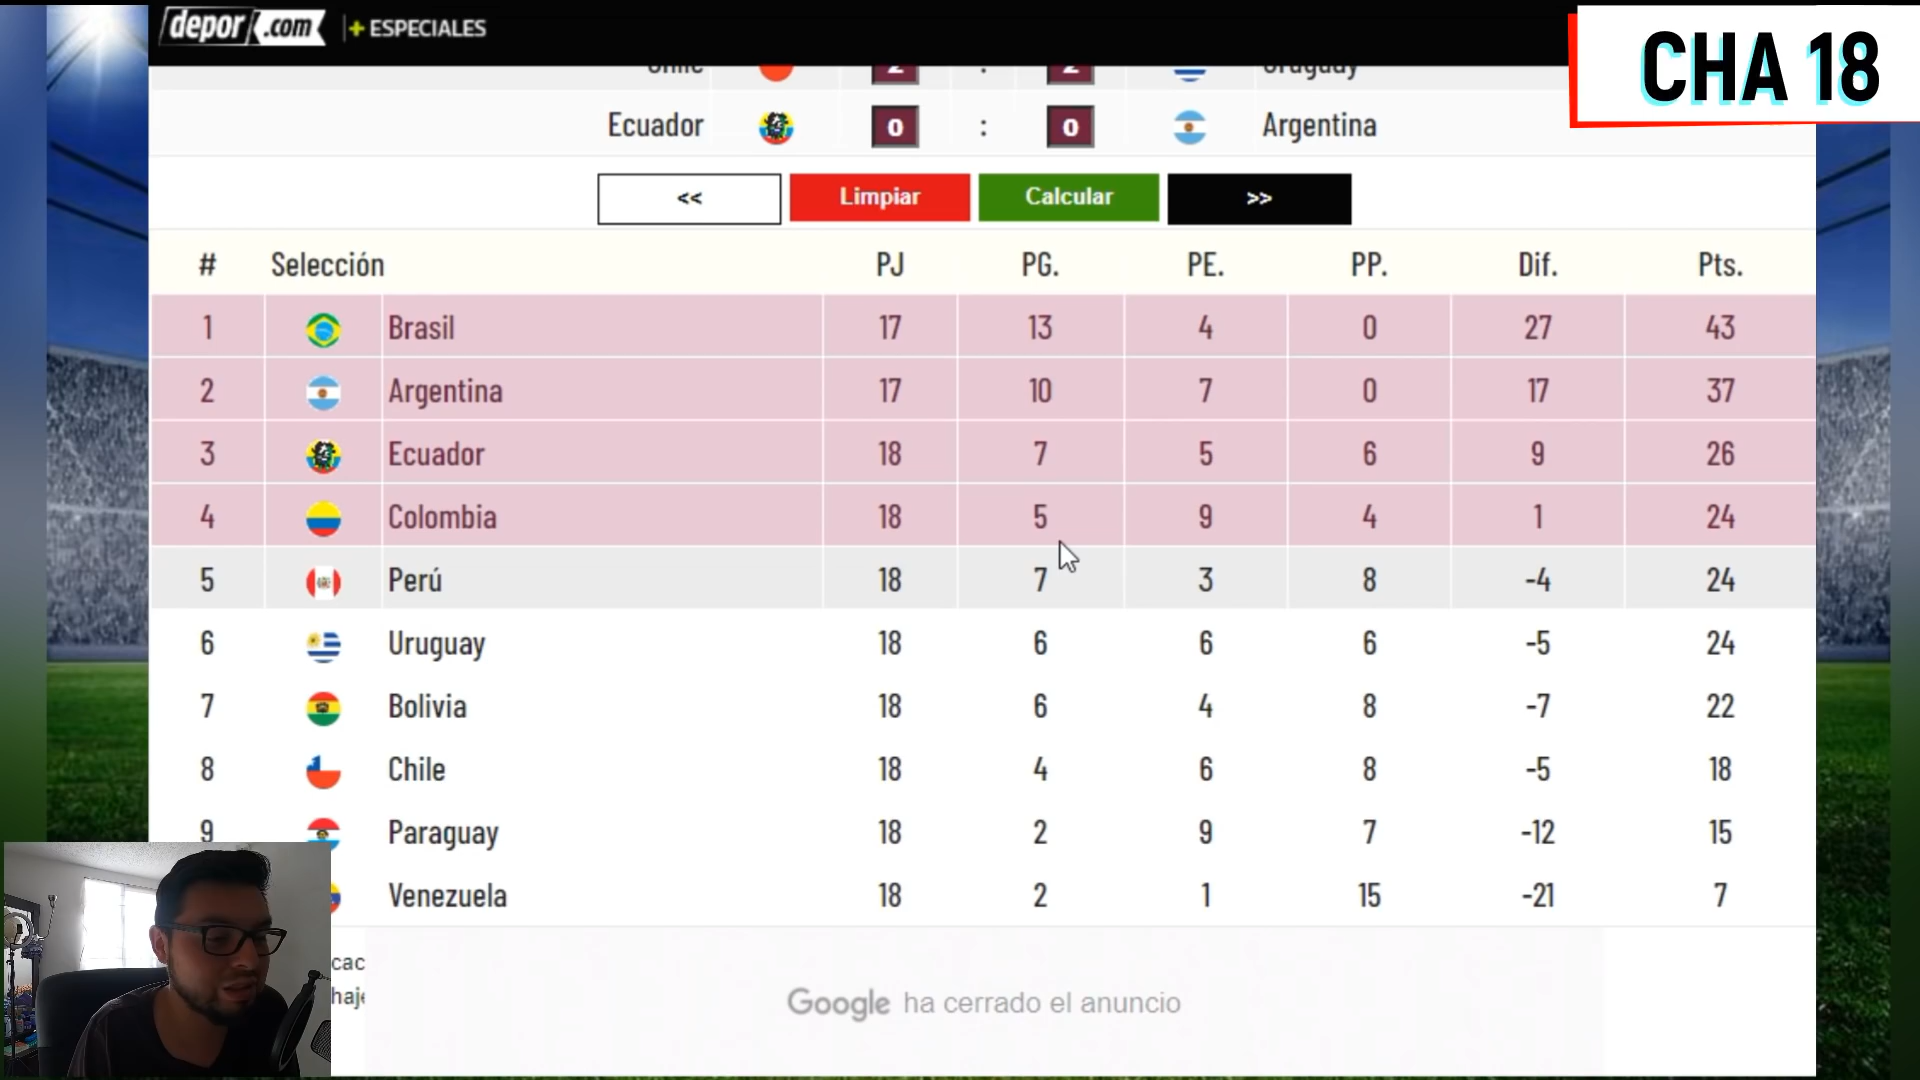 depor .com + ESPECIALES
CHA 18
Chile 2 : 2 Uruguay
Ecuador 0 : 0 Argentina
<< Limpiar Calcular >>
# Selección PJ PG. PE. PP. Dif. Pts.
1 Brasil 17 13 4 0 27 43
2 Argentina 17 10 7 0 17 37
3 Ecuador 18 7 5 6 9 26
4 Colombia 18 5 9 4 1 24
5 Perú 18 7 3 8 -4 24
6 Uruguay 18 6 6 6 -5 24
7 Bolivia 18 6 4 8 -7 22
8 Chile 18 4 6 8 -5 18
9 Paraguay 18 2 9 7 -12 15
Venezuela 18 2 1 15 -21 7
cac
Google ha cerrado el anuncio